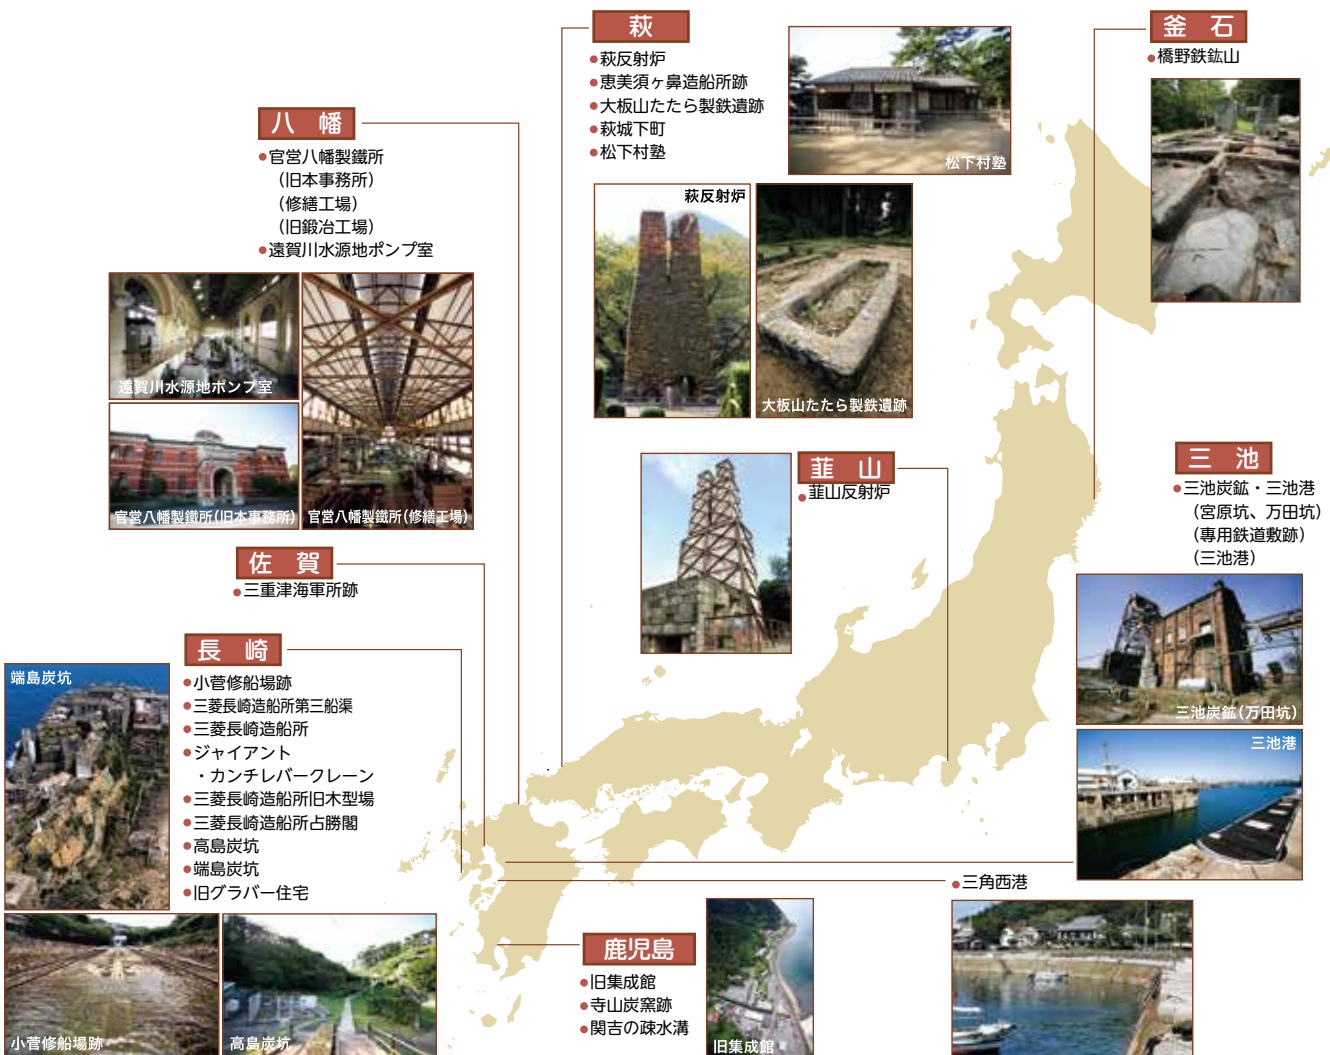 萩
●萩反射炉
●恵美須ヶ鼻造船所跡
●大板山たたら製鉄遺跡
●萩城下町
●松下村塾
松下村塾
萩反射炉
大板山たたら製鉄遺跡
釜石
●橋野鉄鉱山
八幡
●官営八幡製鐵所
(旧本事務所)
(修繕工場)
(旧鍛冶工場)
●遠賀川水源地ポンプ室
遠賀川水源地ポンプ室
官営八幡製鐵所(旧本事務所)
官営八幡製鐵所(修繕工場)
韮山
●韮山反射炉
三池
●三池炭鉱・三池港
(宮原坑、万田坑)
(専用鉄道敷跡)
(三池港)
三池炭鉱(万田坑)
三池港
佐賀
●三重津海軍所跡
長崎
●小菅修船場跡
●三菱長崎造船所第三船渠
●三菱長崎造船所
●ジャイアント
・カンチレバークレーン
●三菱長崎造船所旧木型場
●三菱長崎造船所占勝閣
●高島炭坑
●端島炭坑
●旧グラバー住宅
端島炭坑
小菅修船場跡
高島炭坑
●三角西港
鹿児島
●旧集成館
●寺山炭窯跡
●関吉の疎水溝
旧集成館